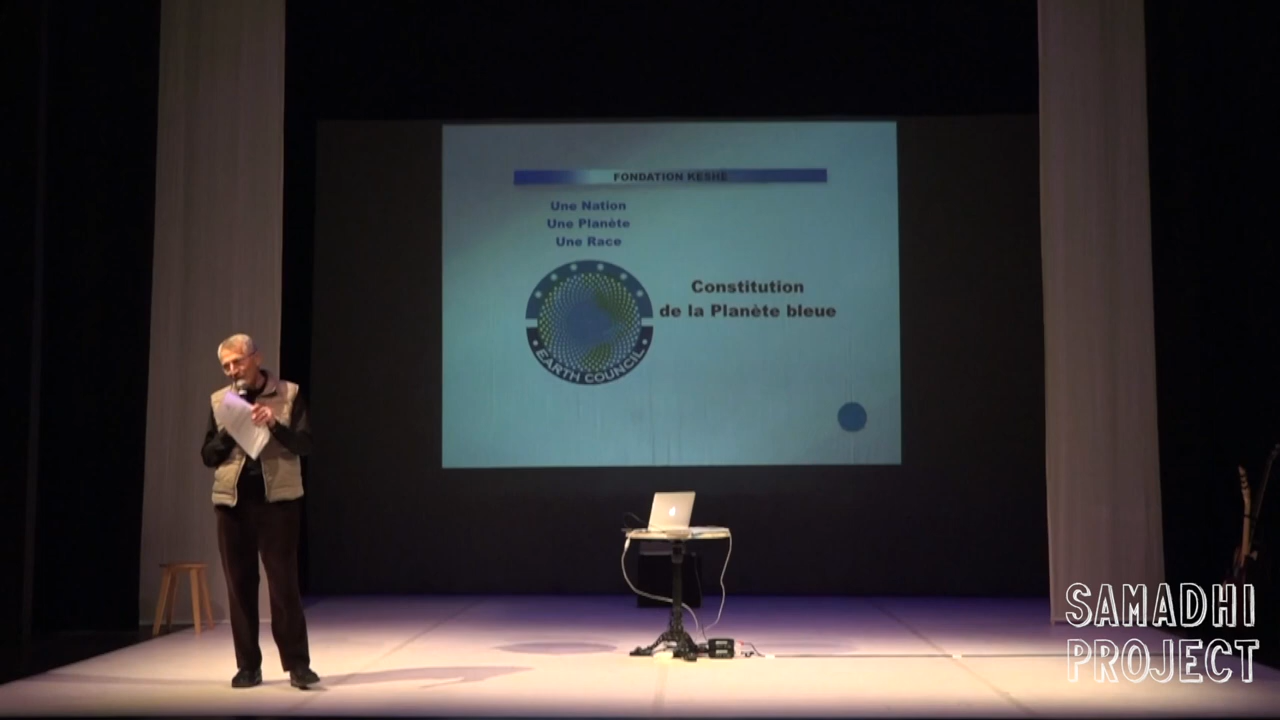 FONDATION KESHE
Une Nation
Une Planète
Une Race
Constitution
de la Planète bleue
EARTH COUNCIL
SAMADHI
PROJECT